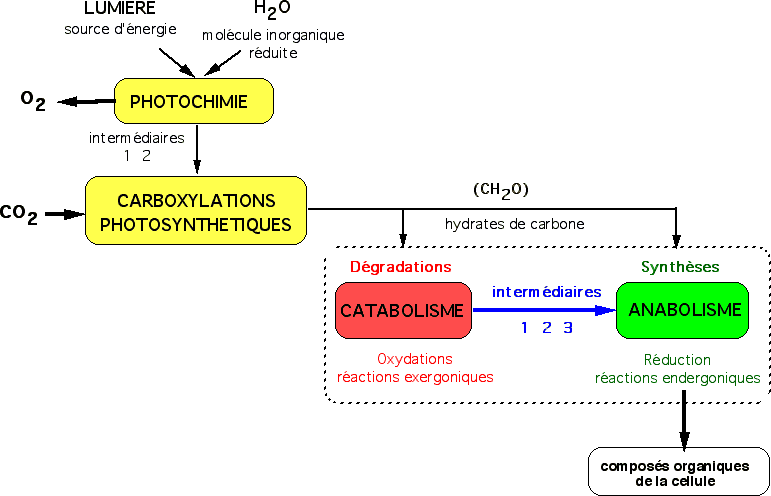 LUMIERE
source d'énergie
H2O
molécule inorganique
réduite
O2
PHOTOCHIMIE
intermédiaires
1 2
CO2
CARBOXYLATIONS
PHOTOSYNTHETIQUES
(CH2O)
hydrates de carbone
Dégradations
CATABOLISME
Oxydations
réactions exergoniques
intermédiaires
1 2 3
Synthèses
ANABOLISME
Réduction
réactions endergoniques
composés organiques
de la cellule